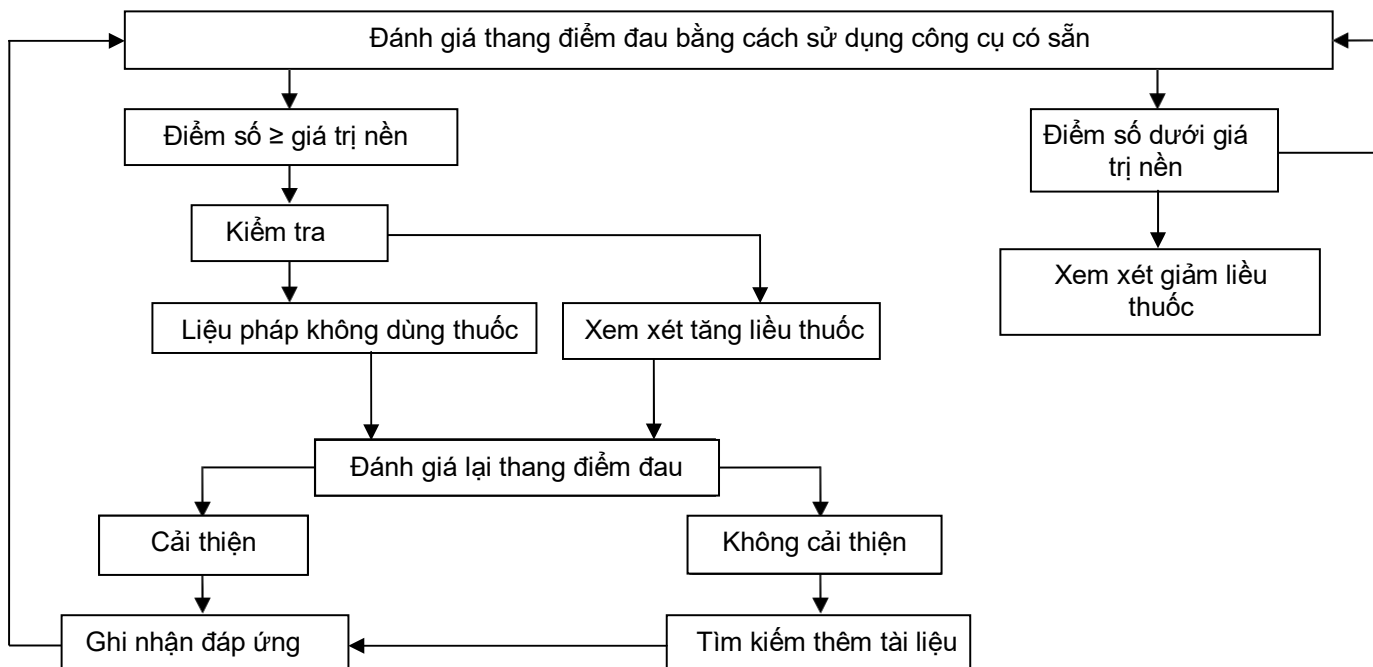 Đánh giá thang điểm đau bằng cách sử dụng công cụ có sẵn
Điểm số ≥ giá trị nền
Điểm số dưới giá
trị nền
Kiểm tra
Xem xét giảm liều
thuốc
Liệu pháp không dùng thuốc
Xem xét tăng liều thuốc
Đánh giá lại thang điểm đau
Cải thiện
Không cải thiện
Ghi nhận đáp ứng
Tìm kiếm thêm tài liệu